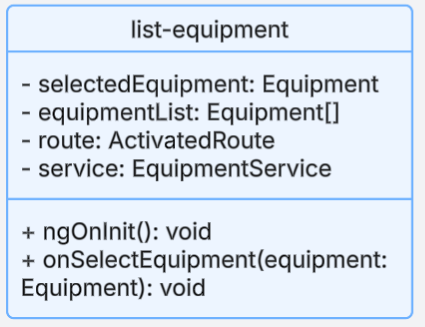 list-equipment
- selectedEquipment: Equipment
- equipmentList: Equipment[]
- route: ActivatedRoute
- service: EquipmentService
+ ngOnInit(): void
+ onSelectEquipment(equipment:
Equipment): void